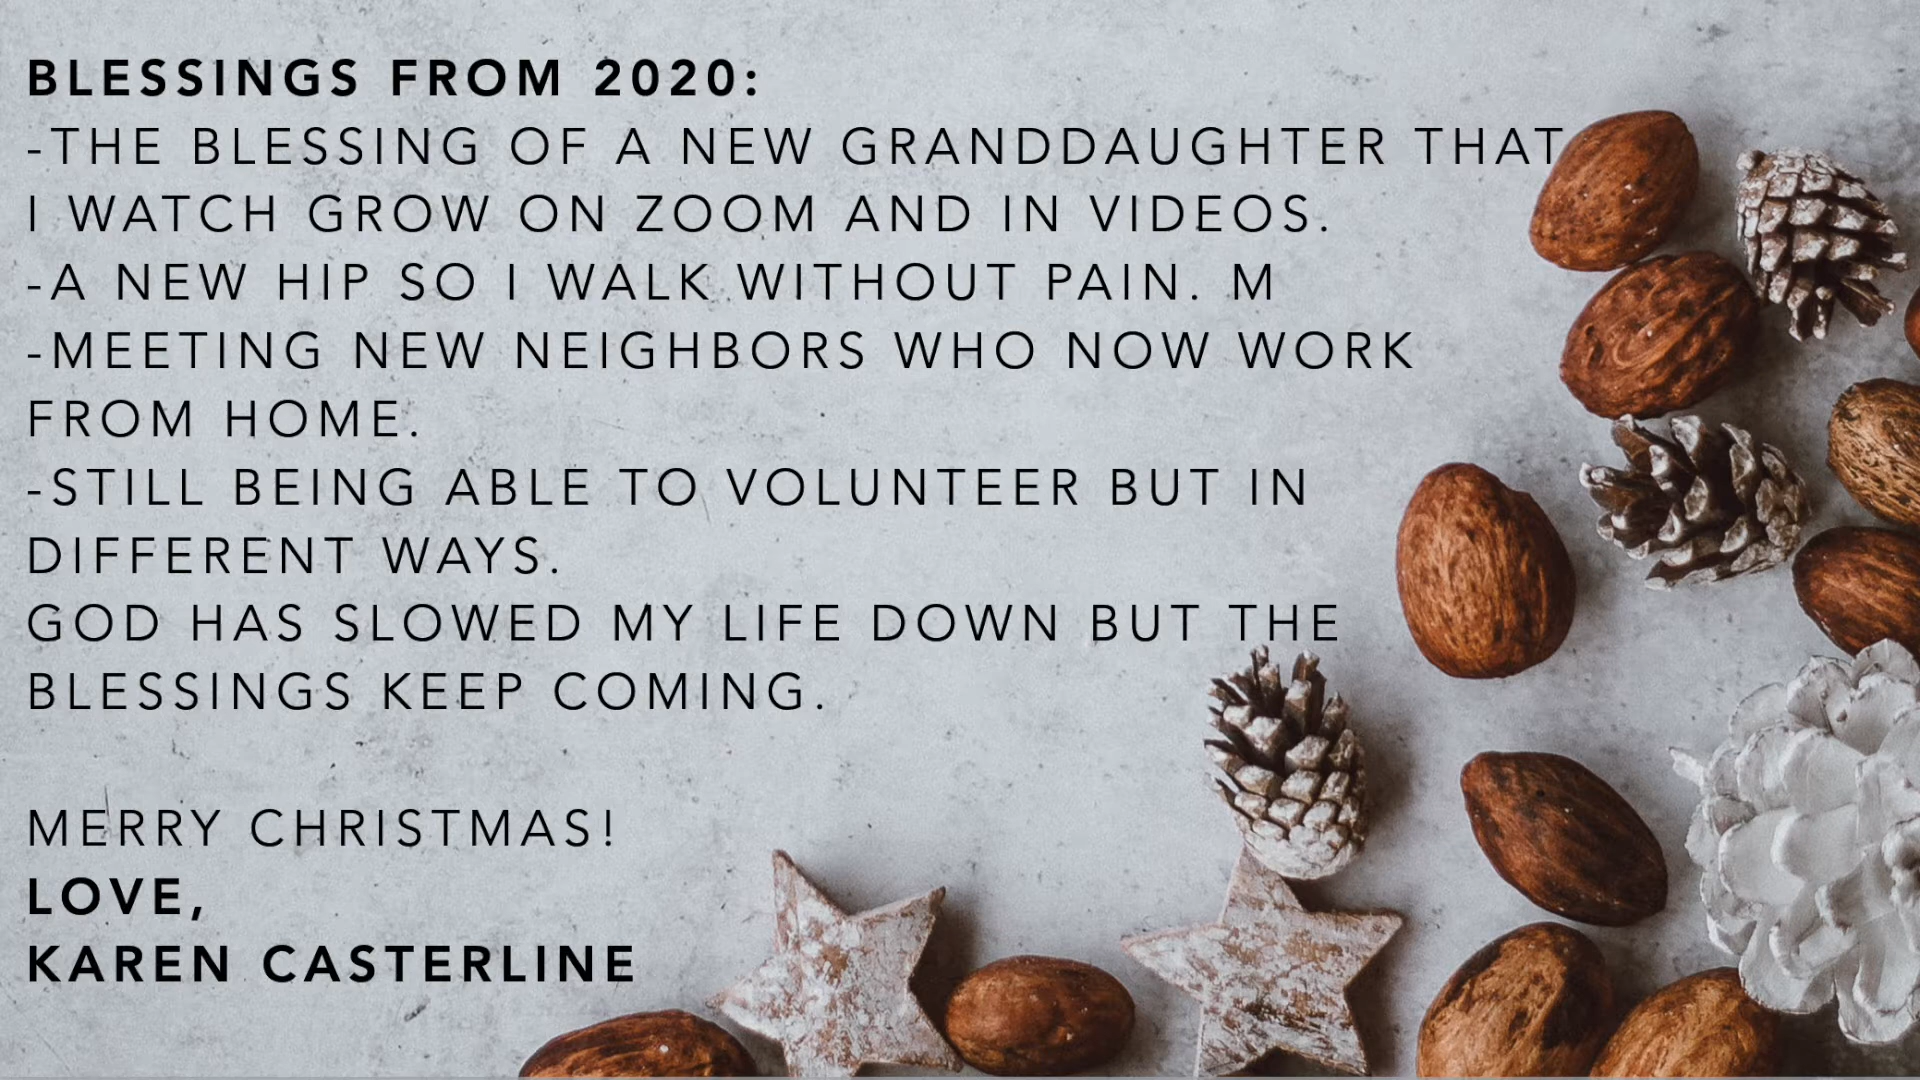 BLESSINGS FROM 2020:
-THE BLESSING OF A NEW GRANDDAUGHTER THAT
I WATCH GROW ON ZOOM AND IN VIDEOS.
-A NEW HIP SO I WALK WITHOUT PAIN. M
-MEETING NEW NEIGHBORS WHO NOW WORK
FROM HOME.
-STILL BEING ABLE TO VOLUNTEER BUT IN
DIFFERENT WAYS.
GOD HAS SLOWED MY LIFE DOWN BUT THE
BLESSINGS KEEP COMING.
MERRY CHRISTMAS!
LOVE,
KAREN CASTERLINE